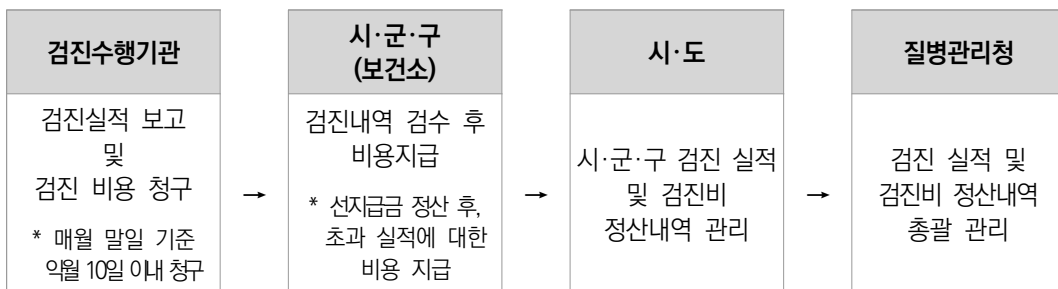 검진수행기관
검진실적 보고
및
검진 비용 청구
* 매월 말일 기준
익월 10일 이내 청구
→
시·군·구
(보건소)
검진내역 검수 후
비용지급
* 선지급금 정산 후,
초과 실적에 대한
비용 지급
→
시·도
시·군·구 검진 실적
및 검진비
정산내역 관리
→
질병관리청
검진 실적 및
검진비 정산내역
총괄 관리